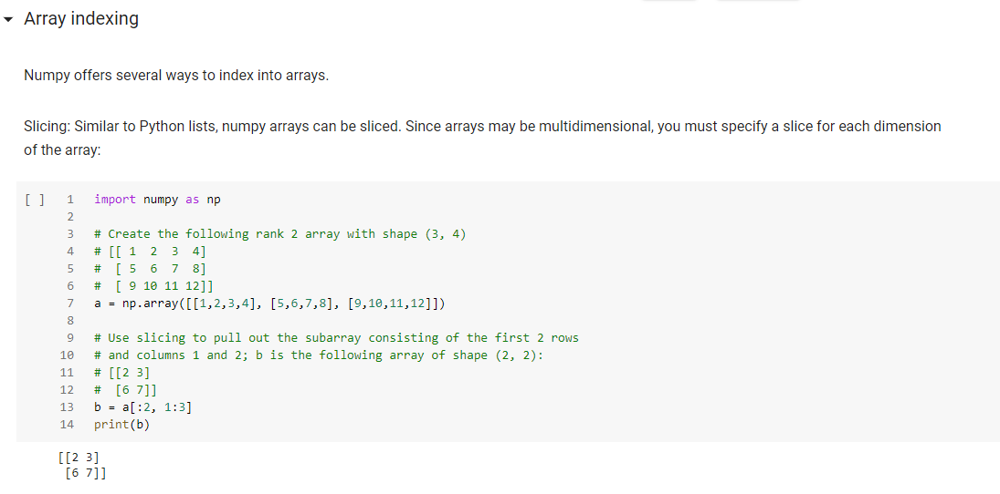 Array indexing
Numpy offers several ways to index into arrays.
Slicing: Similar to Python lists, numpy arrays can be sliced. Since arrays may be multidimensional, you must specify a slice for each dimension
of the array:
[ ] 1 import numpy as np
2
3 # Create the following rank 2 array with shape (3, 4)
4 # [[ 1  2  3  4]
5 #  [ 5  6  7  8]
6 #  [ 9 10 11 12]]
7 a = np.array([[1,2,3,4], [5,6,7,8], [9,10,11,12]])
8
9 # Use slicing to pull out the subarray consisting of the first 2 rows
10 # and columns 1 and 2; b is the following array of shape (2, 2):
11 # [[2 3]
12 #  [6 7]]
13 b = a[:2, 1:3]
14 print(b)
[[2 3]
 [6 7]]